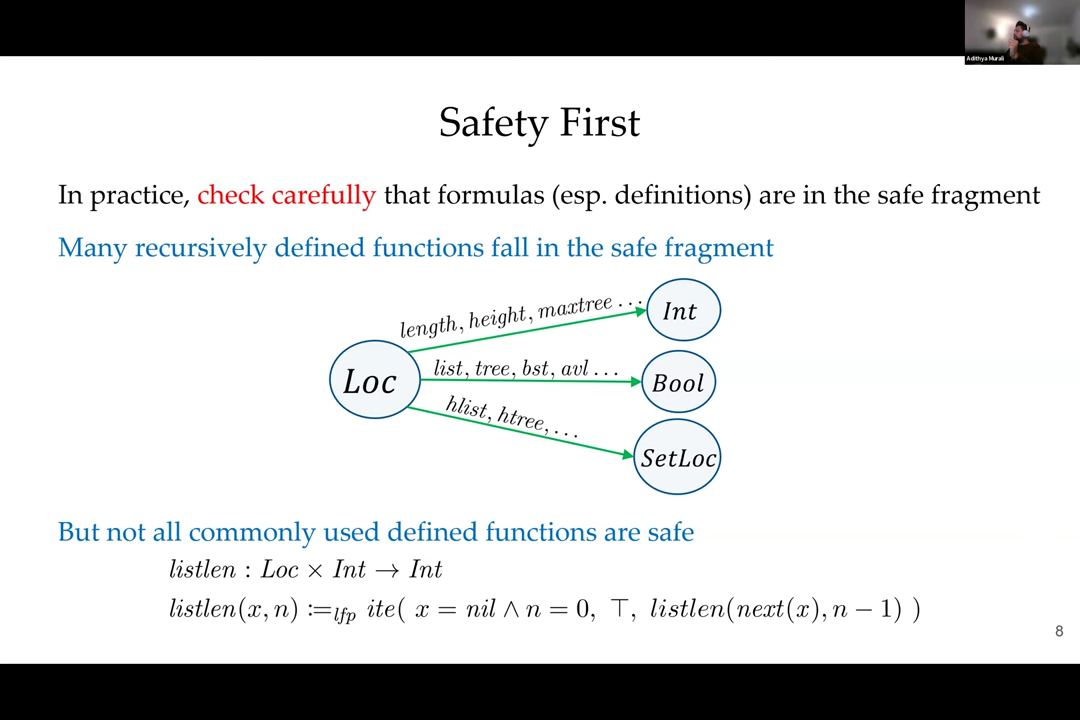 Adithya Murali
Safety First
In practice, check carefully that formulas (esp. definitions) are in the safe fragment
Many recursively defined functions fall in the safe fragment
length, height, maxtree . . .
Int
Loc
list, tree, bst, avl . . .
Bool
hlist, htree, . . .
SetLoc
But not all commonly used defined functions are safe
listlen : Loc × Int → Int
listlen(x, n) :=lfp ite( x = nil ∧ n = 0, ⊤, listlen(next(x), n − 1) )
8